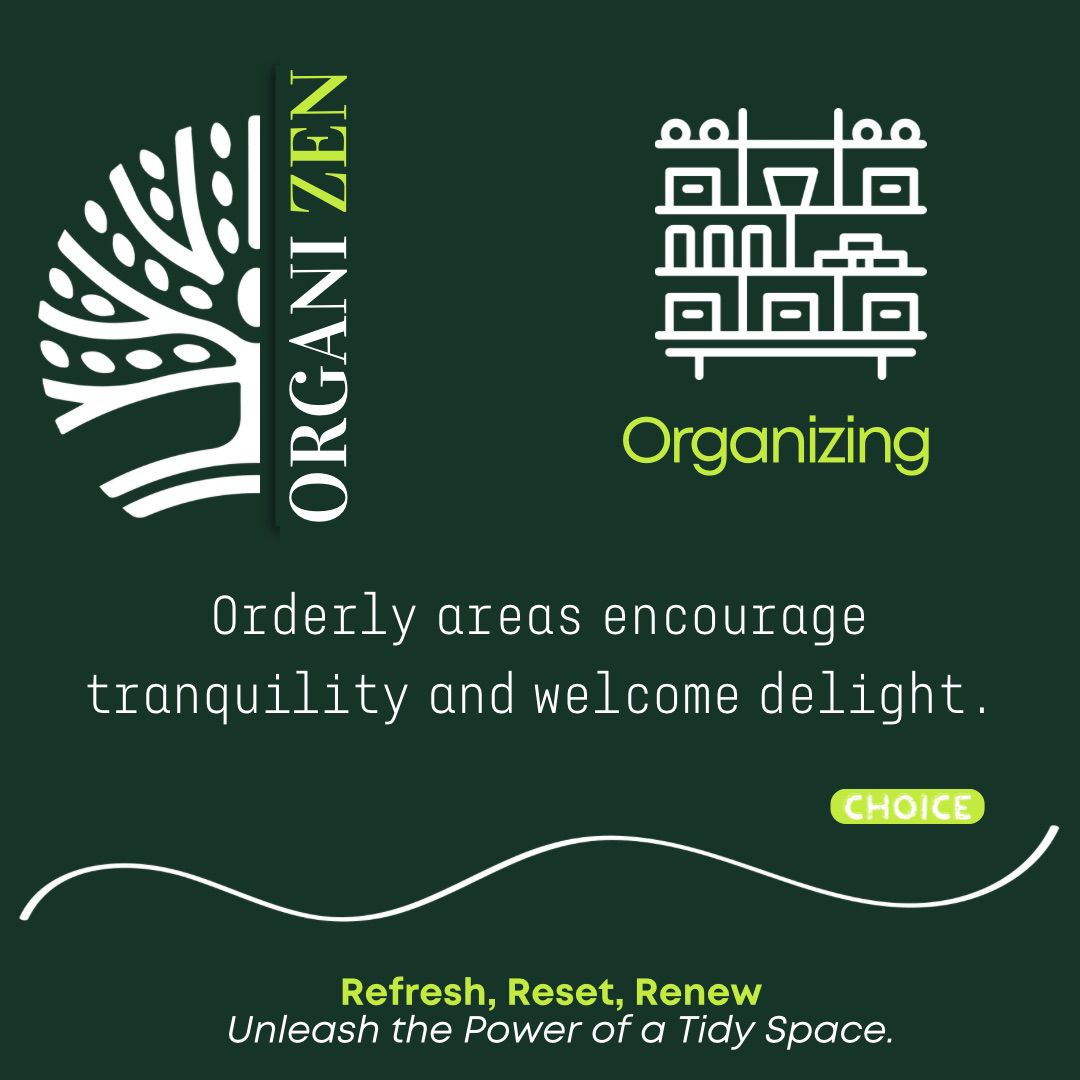 ORGANI ZEN
Organizing
Orderly areas encourage
tranquility and welcome delight.
CHOICE
Refresh, Reset, Renew
Unleash the Power of a Tidy Space.